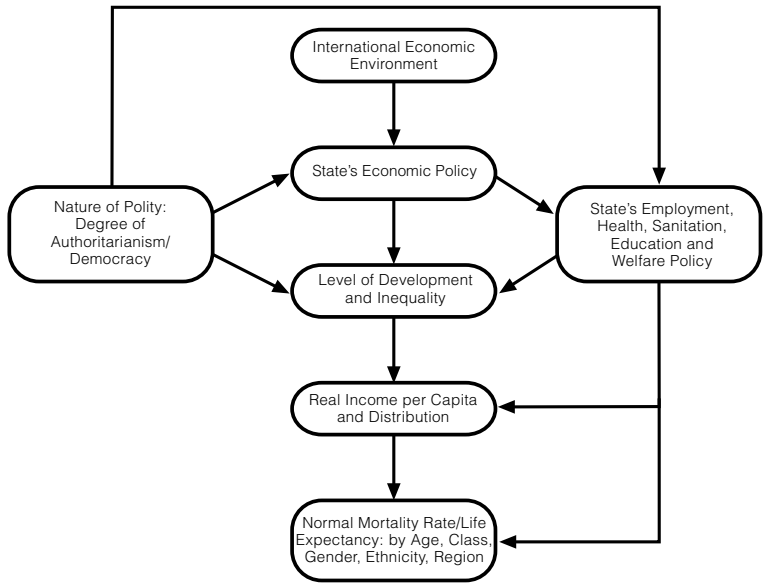 International Economic
Environment
State's Economic Policy
Nature of Polity:
Degree of
Authoritarianism/
Democracy
State's Employment,
Health, Sanitation,
Education and
Welfare Policy
Level of Development
and Inequality
Real Income per Capita
and Distribution
Normal Mortality Rate/Life
Expectancy: by Age, Class,
Gender, Ethnicity, Region